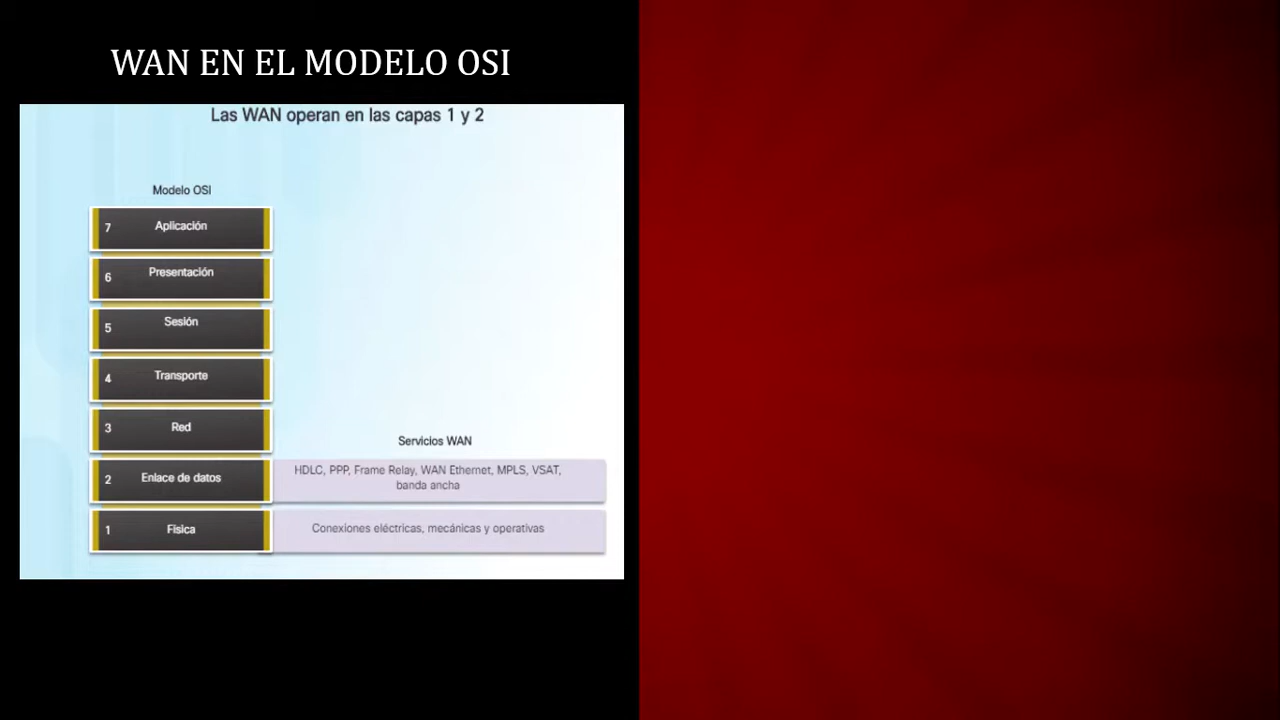 WAN EN EL MODELO OSI
Las WAN operan en las capas 1 y 2
Modelo OSI
7 Aplicación
6 Presentación
5 Sesión
4 Transporte
3 Red
Servicios WAN
2 Enlace de datos
HDLC, PPP, Frame Relay, WAN Ethernet, MPLS, VSAT,
banda ancha
1 Física
Conexiones eléctricas, mecánicas y operativas